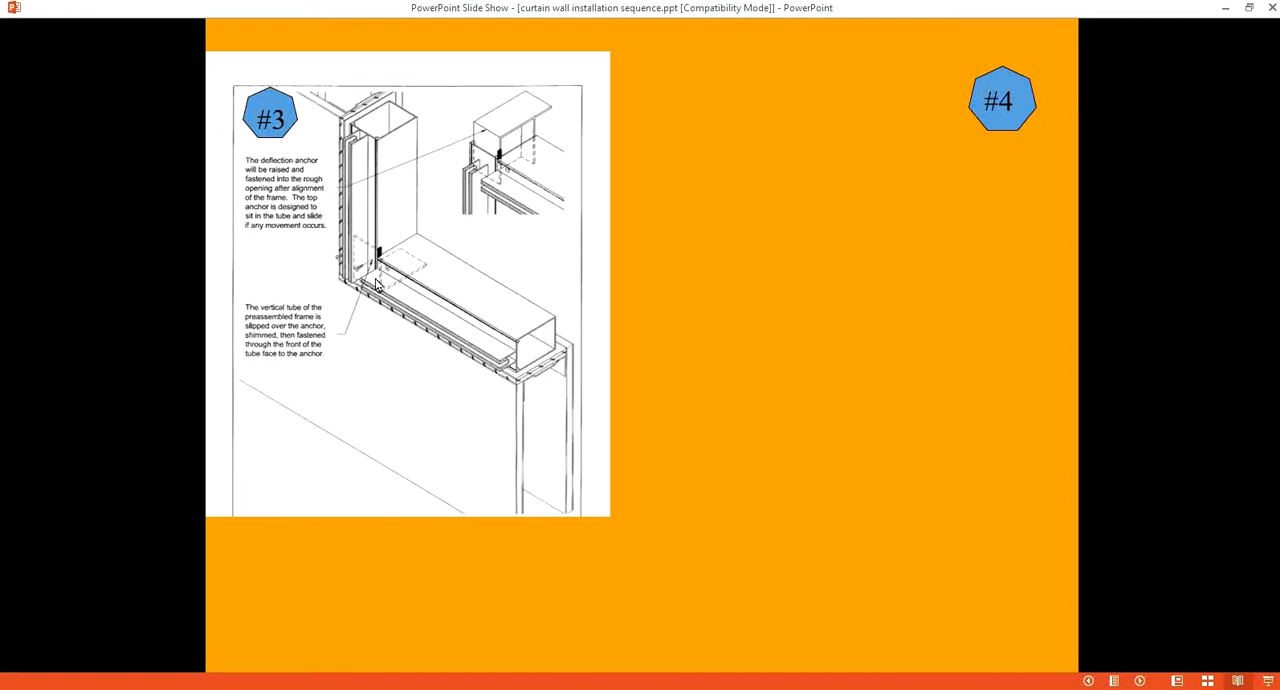 PowerPoint Slide Show - [curtain wall installation sequence.ppt [Compatibility Mode]] - PowerPoint
#3
#4
The deflection anchor
will be raised and
fastened into the rough
opening after alignment
of the frame. The top
anchor is designed to
sit in the tube and slide
if any movement occurs.
The vertical tube of the
preassembled frame is
slipped over the anchor,
shimmed, then fastened
through the front of the
tube face to the anchor.